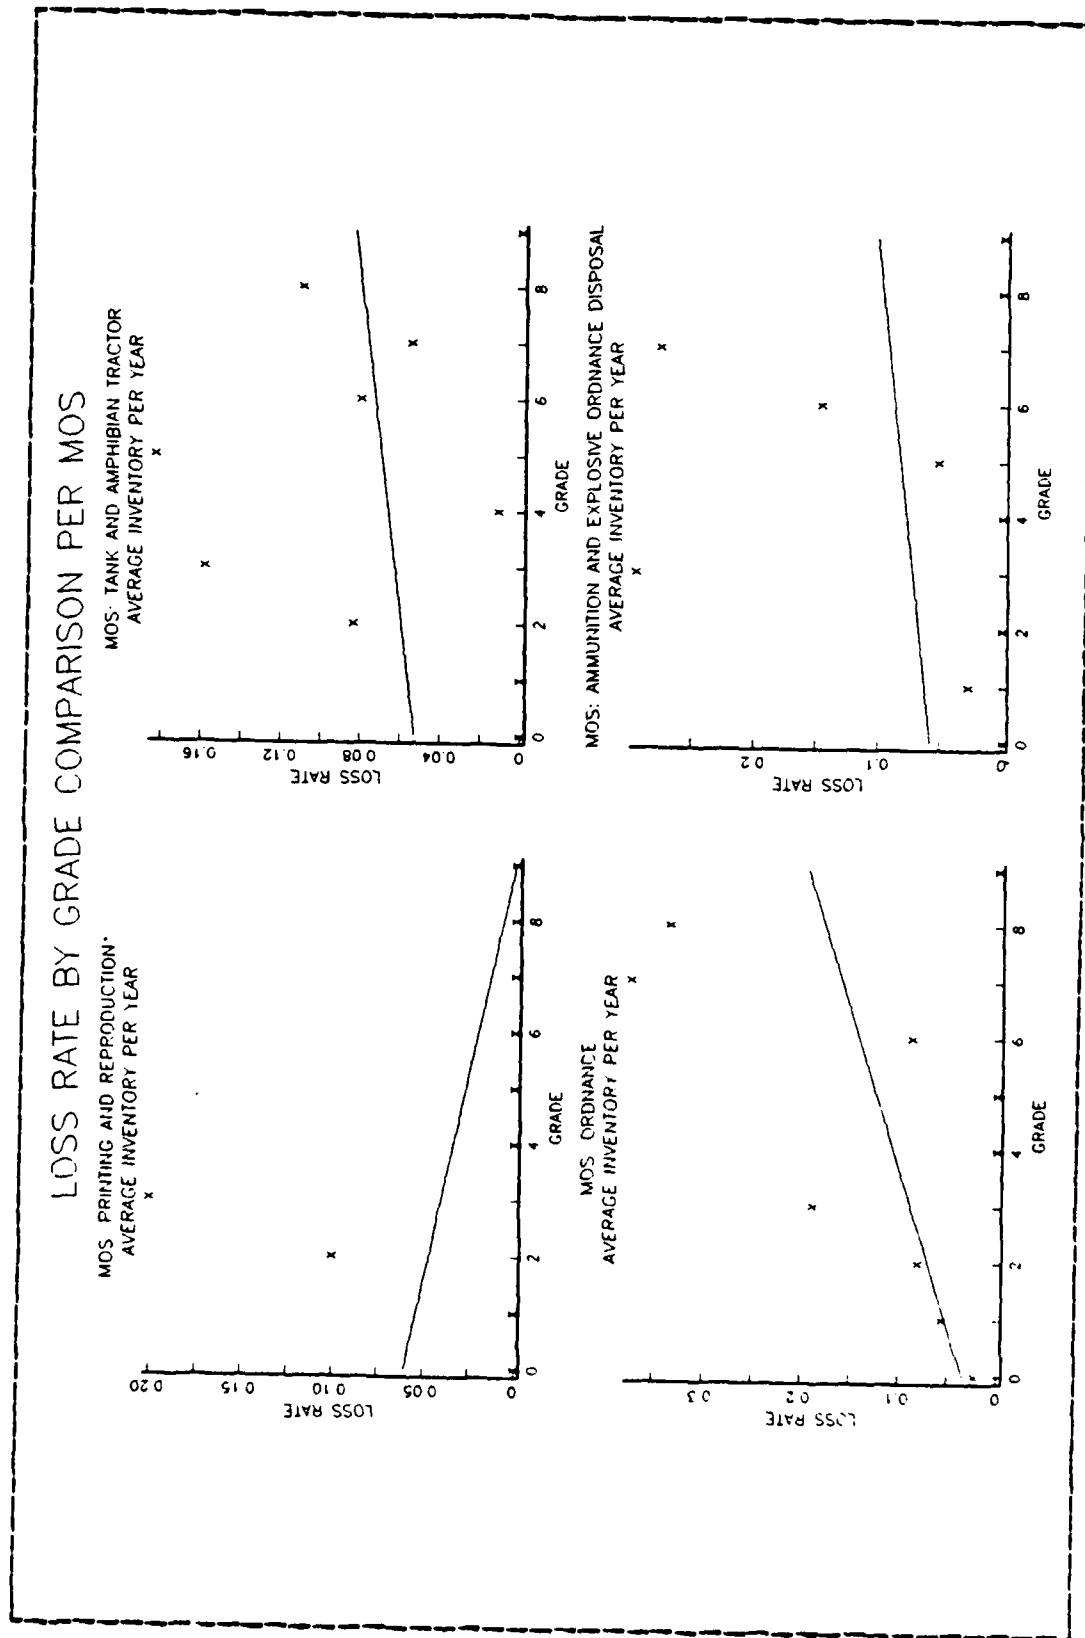 LOSS RATE BY GRADE COMPARISON PER MOS
MOS PRINTING AND REPRODUCTION*
AVERAGE INVENTORY PER YEAR
LOSS RATE
0.20
0.15
0.10
0.05
0
0 2 4 6 8
GRADE
MOS: TANK AND AMPHIBIAN TRACTOR
AVERAGE INVENTORY PER YEAR
LOSS RATE
0.16
0.12
0.08
0.04
0
0 2 4 6 8
GRADE
MOS ORDNANCE
AVERAGE INVENTORY PER YEAR
LOSS RATE
0.3
0.2
0.1
0
0 2 4 6 8
GRADE
MOS: AMMUNITION AND EXPLOSIVE ORDNANCE DISPOSAL
AVERAGE INVENTORY PER YEAR
LOSS RATE
0.2
0.1
0
0 2 4 6 8
GRADE